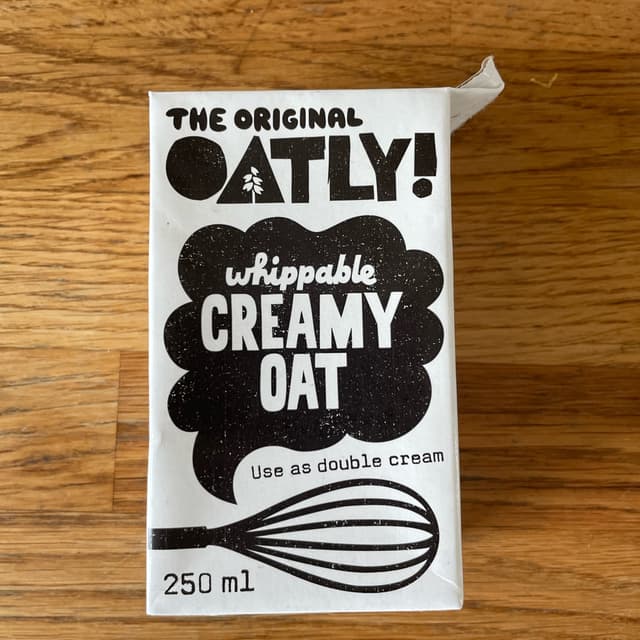 THE ORIGINAL
OATLY!
whippable
CREAMY
OAT
Use as double cream
250 ml